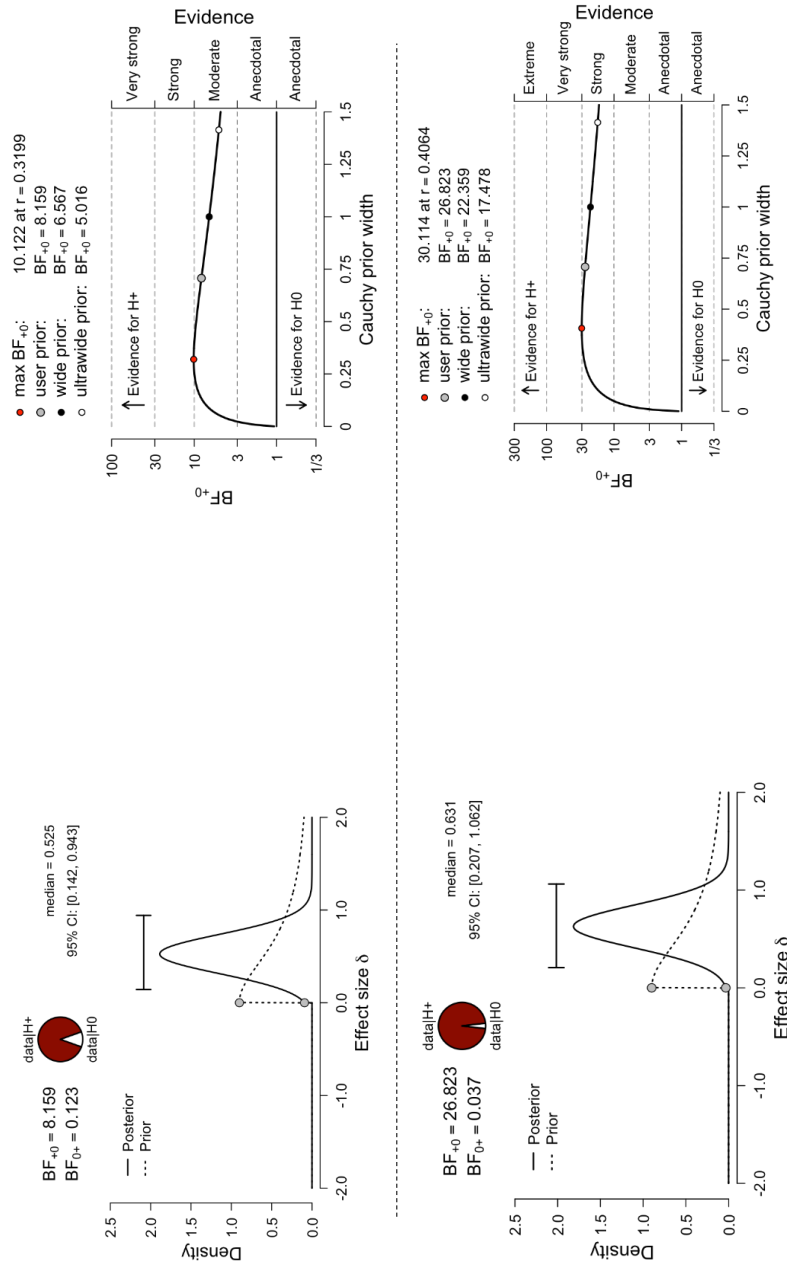 BF₊₀ = 8.159
BF₀₊ = 0.123
data|H+
data|H0
median = 0.525
95% CI: [0.142, 0.943]
Posterior
Prior
Density
2.5
2.0
1.5
1.0
0.5
0.0
-2.0 -1.0 0.0 1.0 2.0
Effect size δ
max BF₊₀: 10.122 at r = 0.3199
user prior: BF₊₀ = 8.159
wide prior: BF₊₀ = 6.567
ultrawide prior: BF₊₀ = 5.016
Evidence
BF₊₀
100
30
10
3
1
1/3
Evidence for H+
Evidence for H0
Very strong
Strong
Moderate
Anecdotal
Anecdotal
0 0.25 0.5 0.75 1 1.25 1.5
Cauchy prior width
BF₊₀ = 26.823
BF₀₊ = 0.037
data|H+
data|H0
median = 0.631
95% CI: [0.207, 1.062]
Posterior
Prior
Density
2.5
2.0
1.5
1.0
0.5
0.0
-2.0 -1.0 0.0 1.0 2.0
Effect size δ
max BF₊₀: 30.114 at r = 0.4064
user prior: BF₊₀ = 26.823
wide prior: BF₊₀ = 22.359
ultrawide prior: BF₊₀ = 17.478
Evidence
BF₊₀
300
100
30
10
3
1
1/3
Evidence for H+
Evidence for H0
Extreme
Very strong
Strong
Moderate
Anecdotal
Anecdotal
0 0.25 0.5 0.75 1 1.25 1.5
Cauchy prior width